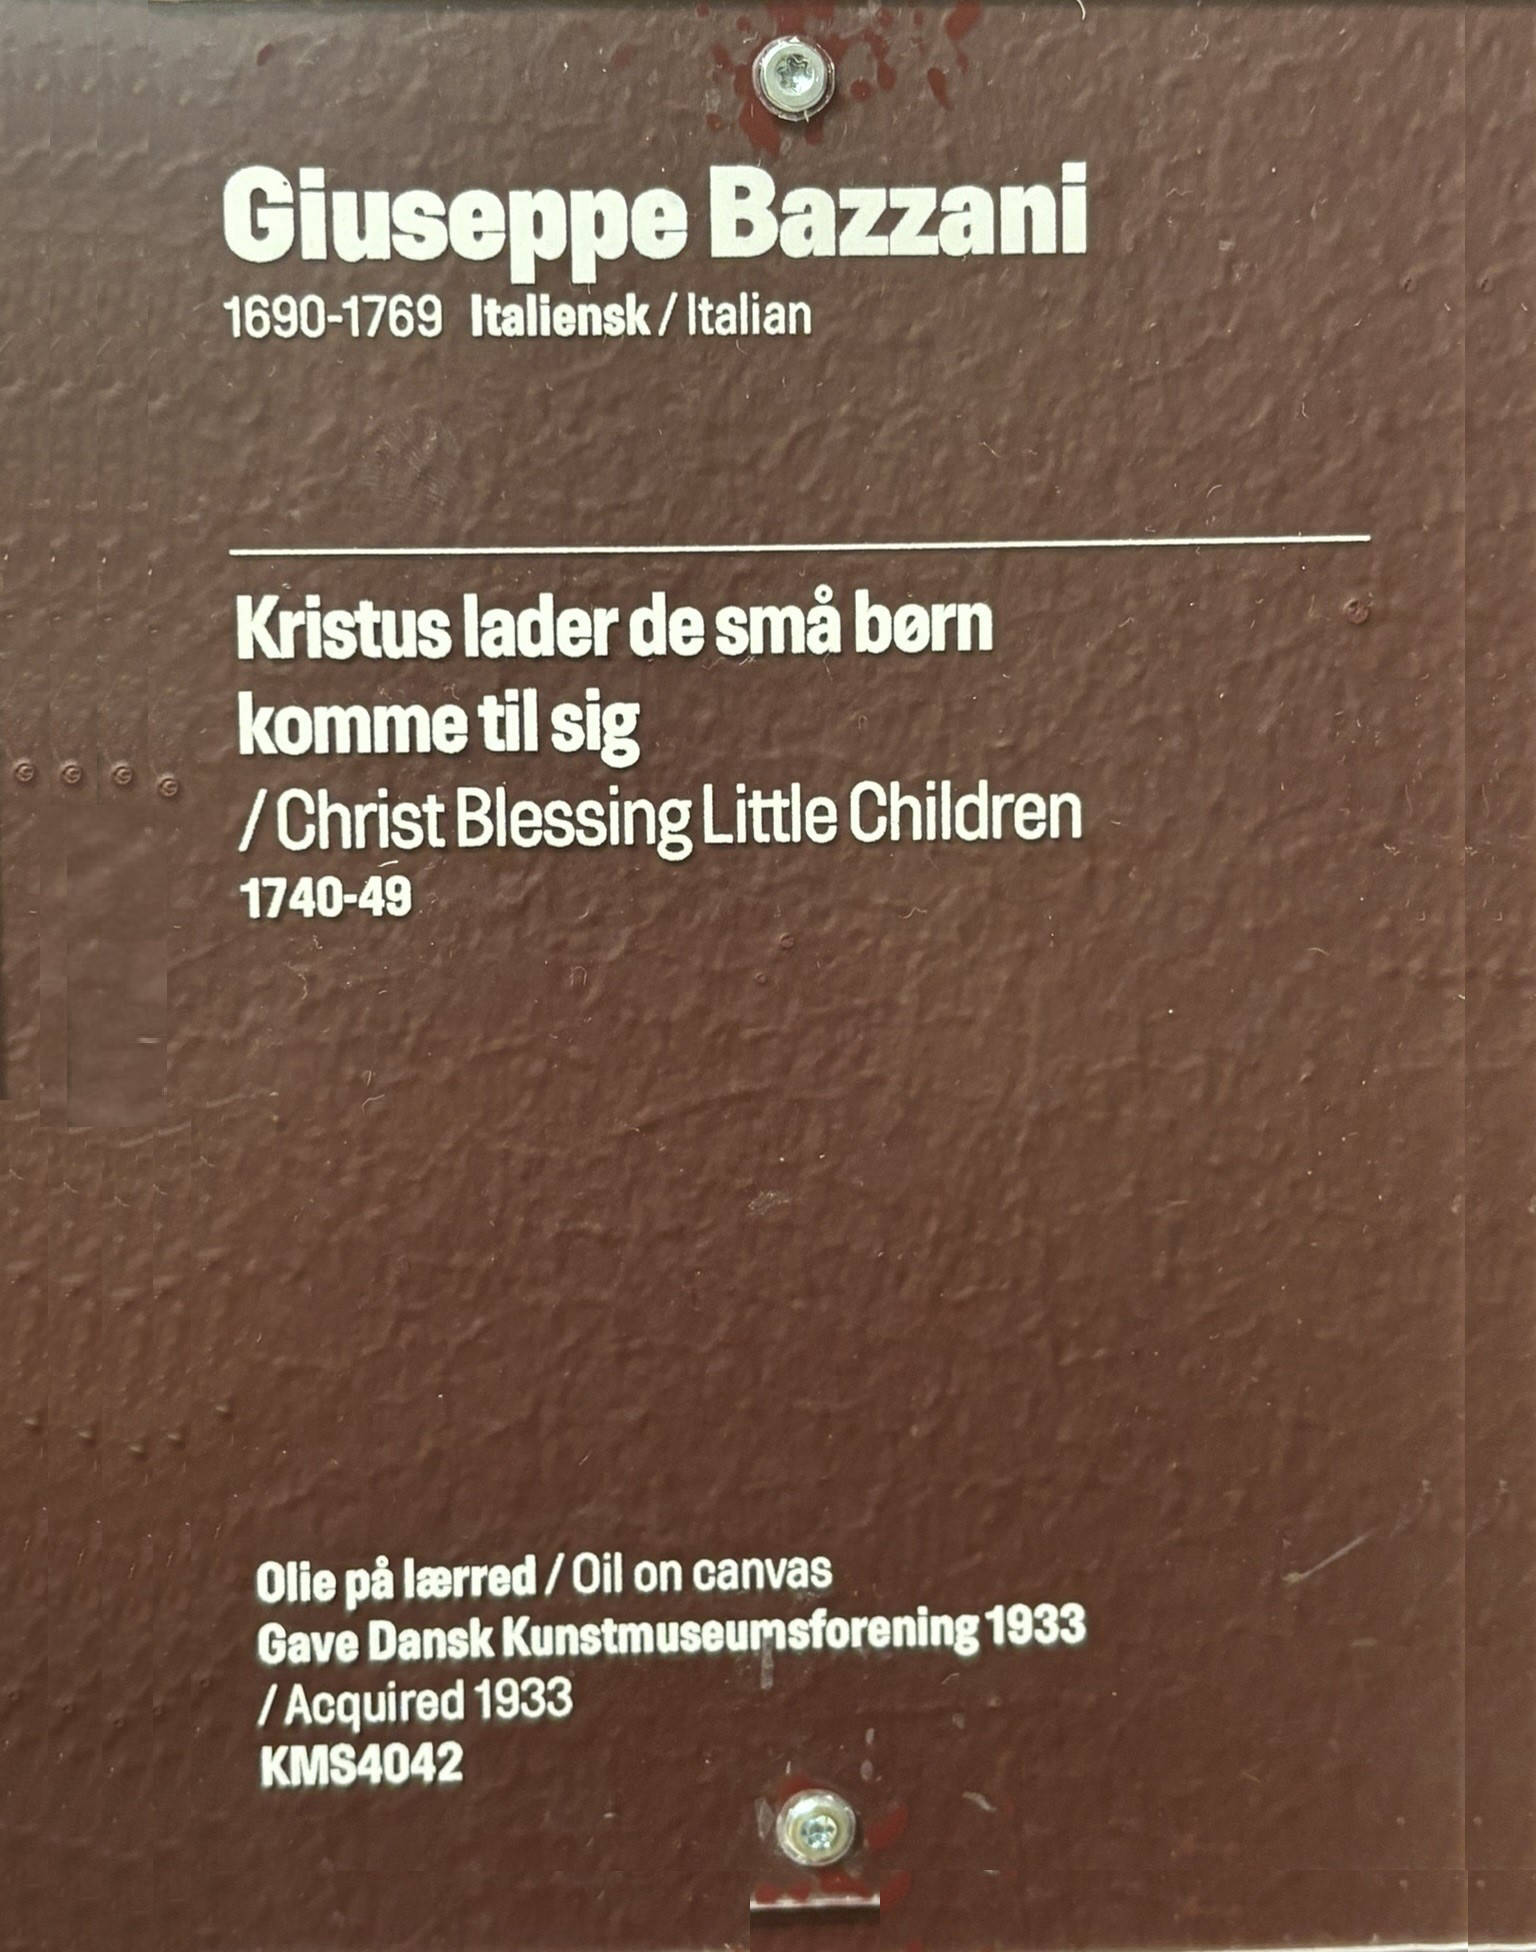 Giuseppe Bazzani
1690-1769 Italiensk / Italian
Kristus lader de små børn
komme til sig
/ Christ Blessing Little Children
1740-49
Olie på lærred / Oil on canvas
Gave Dansk Kunstmuseumsforening 1933
/ Acquired 1933
KMS4042